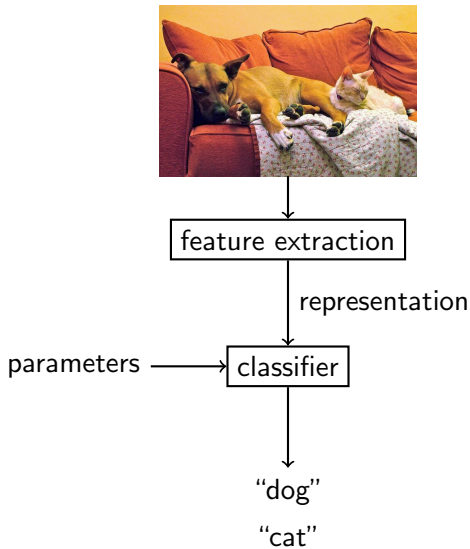 feature extraction
representation
parameters
classifier
“dog”
“cat”